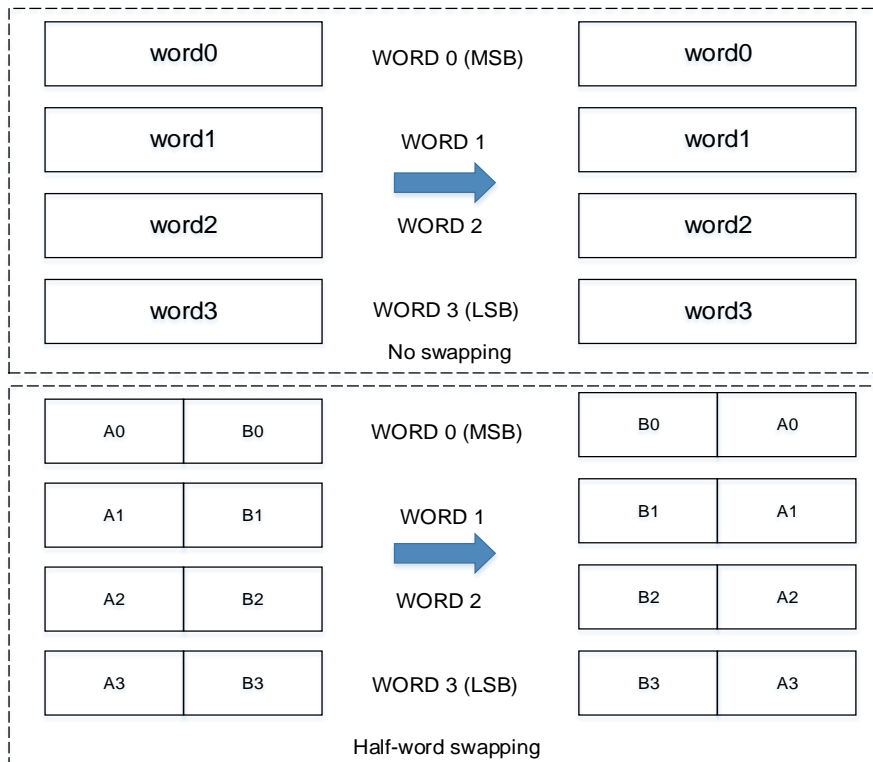 word0 WORD 0 (MSB) word0
word1 WORD 1 word1
word2 WORD 2 word2
word3 WORD 3 (LSB) word3
No swapping
A0 B0 WORD 0 (MSB) B0 A0
A1 B1 WORD 1 B1 A1
A2 B2 WORD 2 B2 A2
A3 B3 WORD 3 (LSB) B3 A3
Half-word swapping